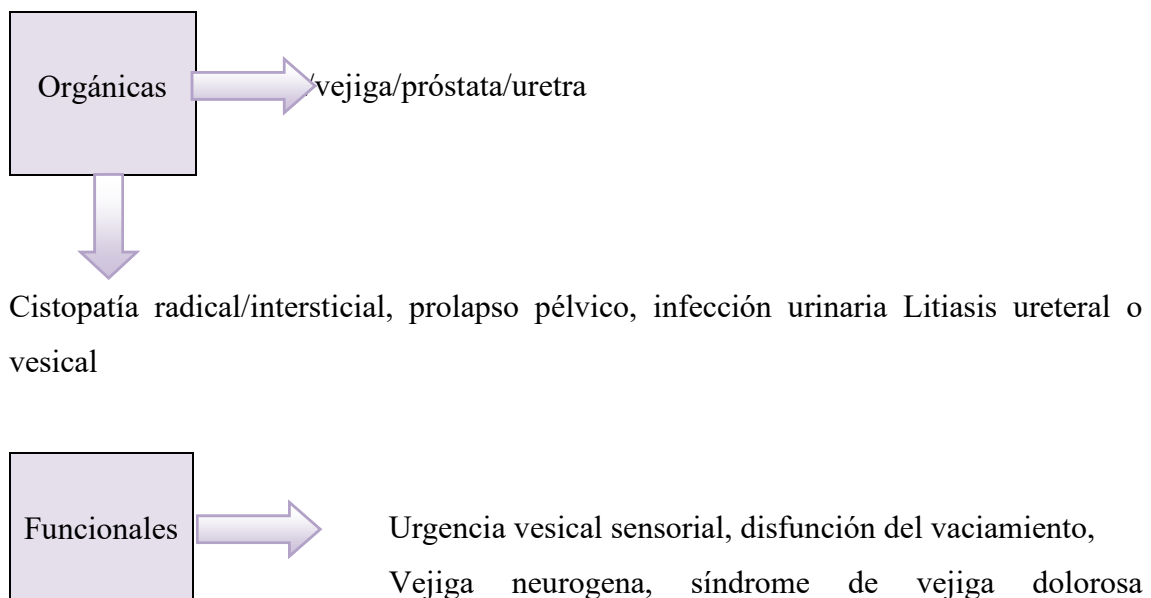 Orgánicas
/vejiga/próstata/uretra
Cistopatía radical/intersticial, prolapso pélvico, infección urinaria Litiasis ureteral o
vesical
Funcionales
Urgencia vesical sensorial, disfunción del vaciamiento,
Vejiga neurogena, síndrome de vejiga dolorosa